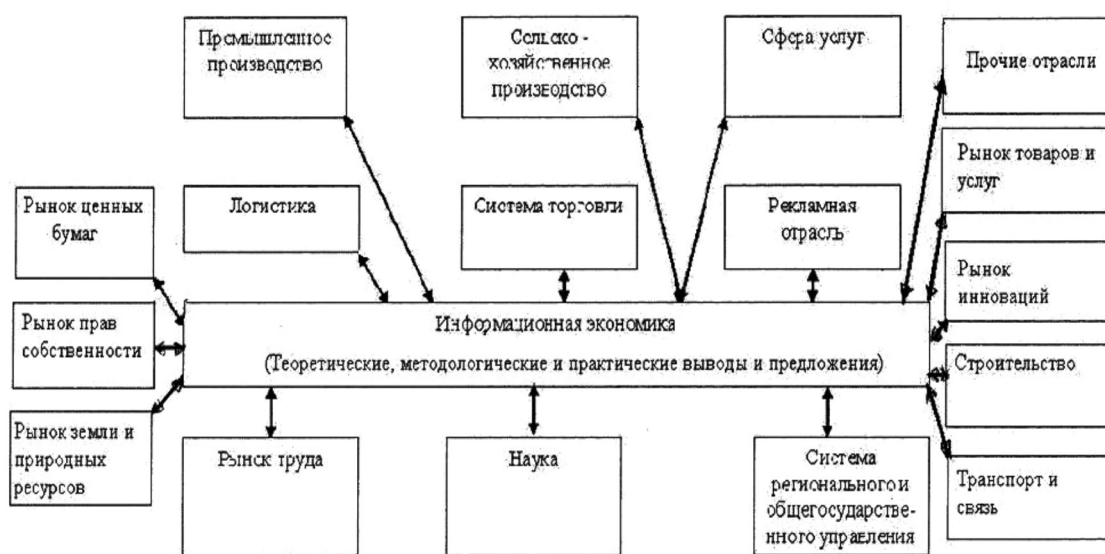 Промышленное
производство
Сельско -
хозяйственное
производство
Сфера услуг
Прочие отрасли
Рынок товаров и
услуг
Рынок ценных
бумаг
Логистика
Система торговли
Рекламная
отрасль
Рынок
инноваций
Рынок прав
собственности
Информационная экономика
(Теоретические, методологические и практические выводы и предложения)
Строительство
Рынок земли и
природных
ресурсов
Рынок труда
Наука
Система
регионального и
общегосударстве-
нного управления
Транспорт и
связь